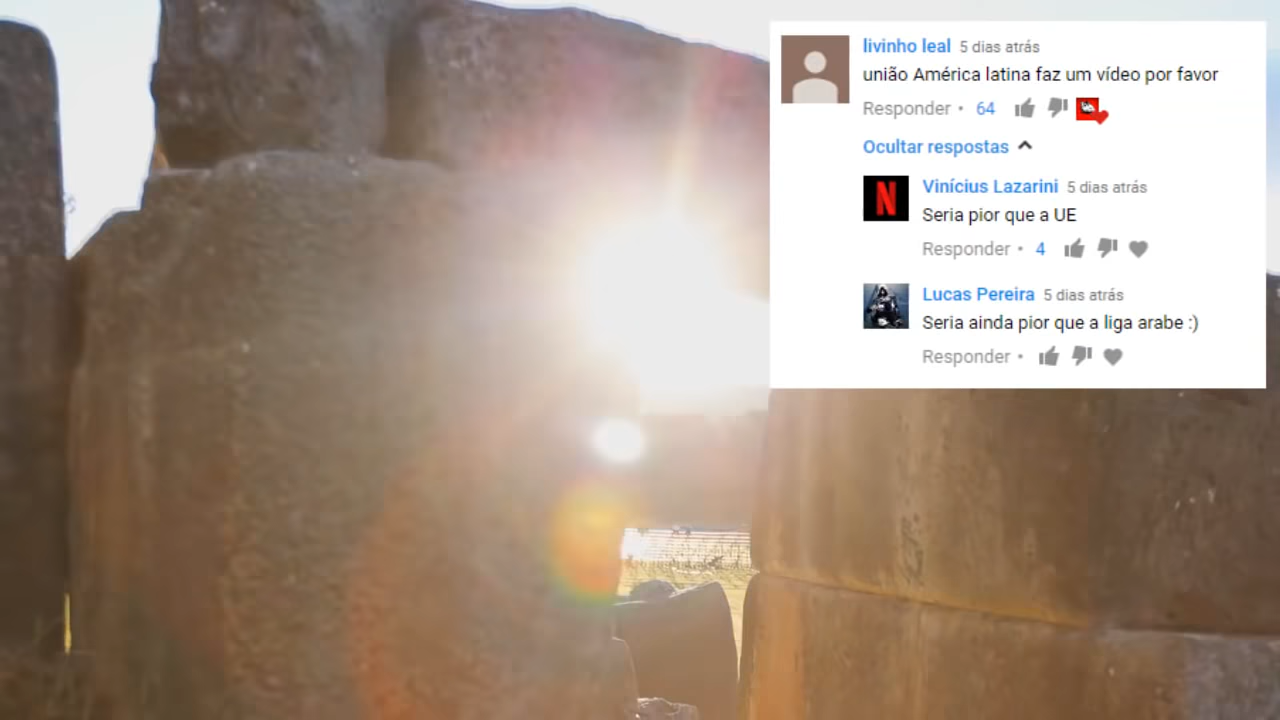 livinho leal 5 dias atrás
união América latina faz um vídeo por favor
Responder • 64
Ocultar respostas
N
Vinícius Lazarini 5 dias atrás
Seria pior que a UE
Responder • 4
Lucas Pereira 5 dias atrás
Seria ainda pior que a liga arabe :)
Responder •